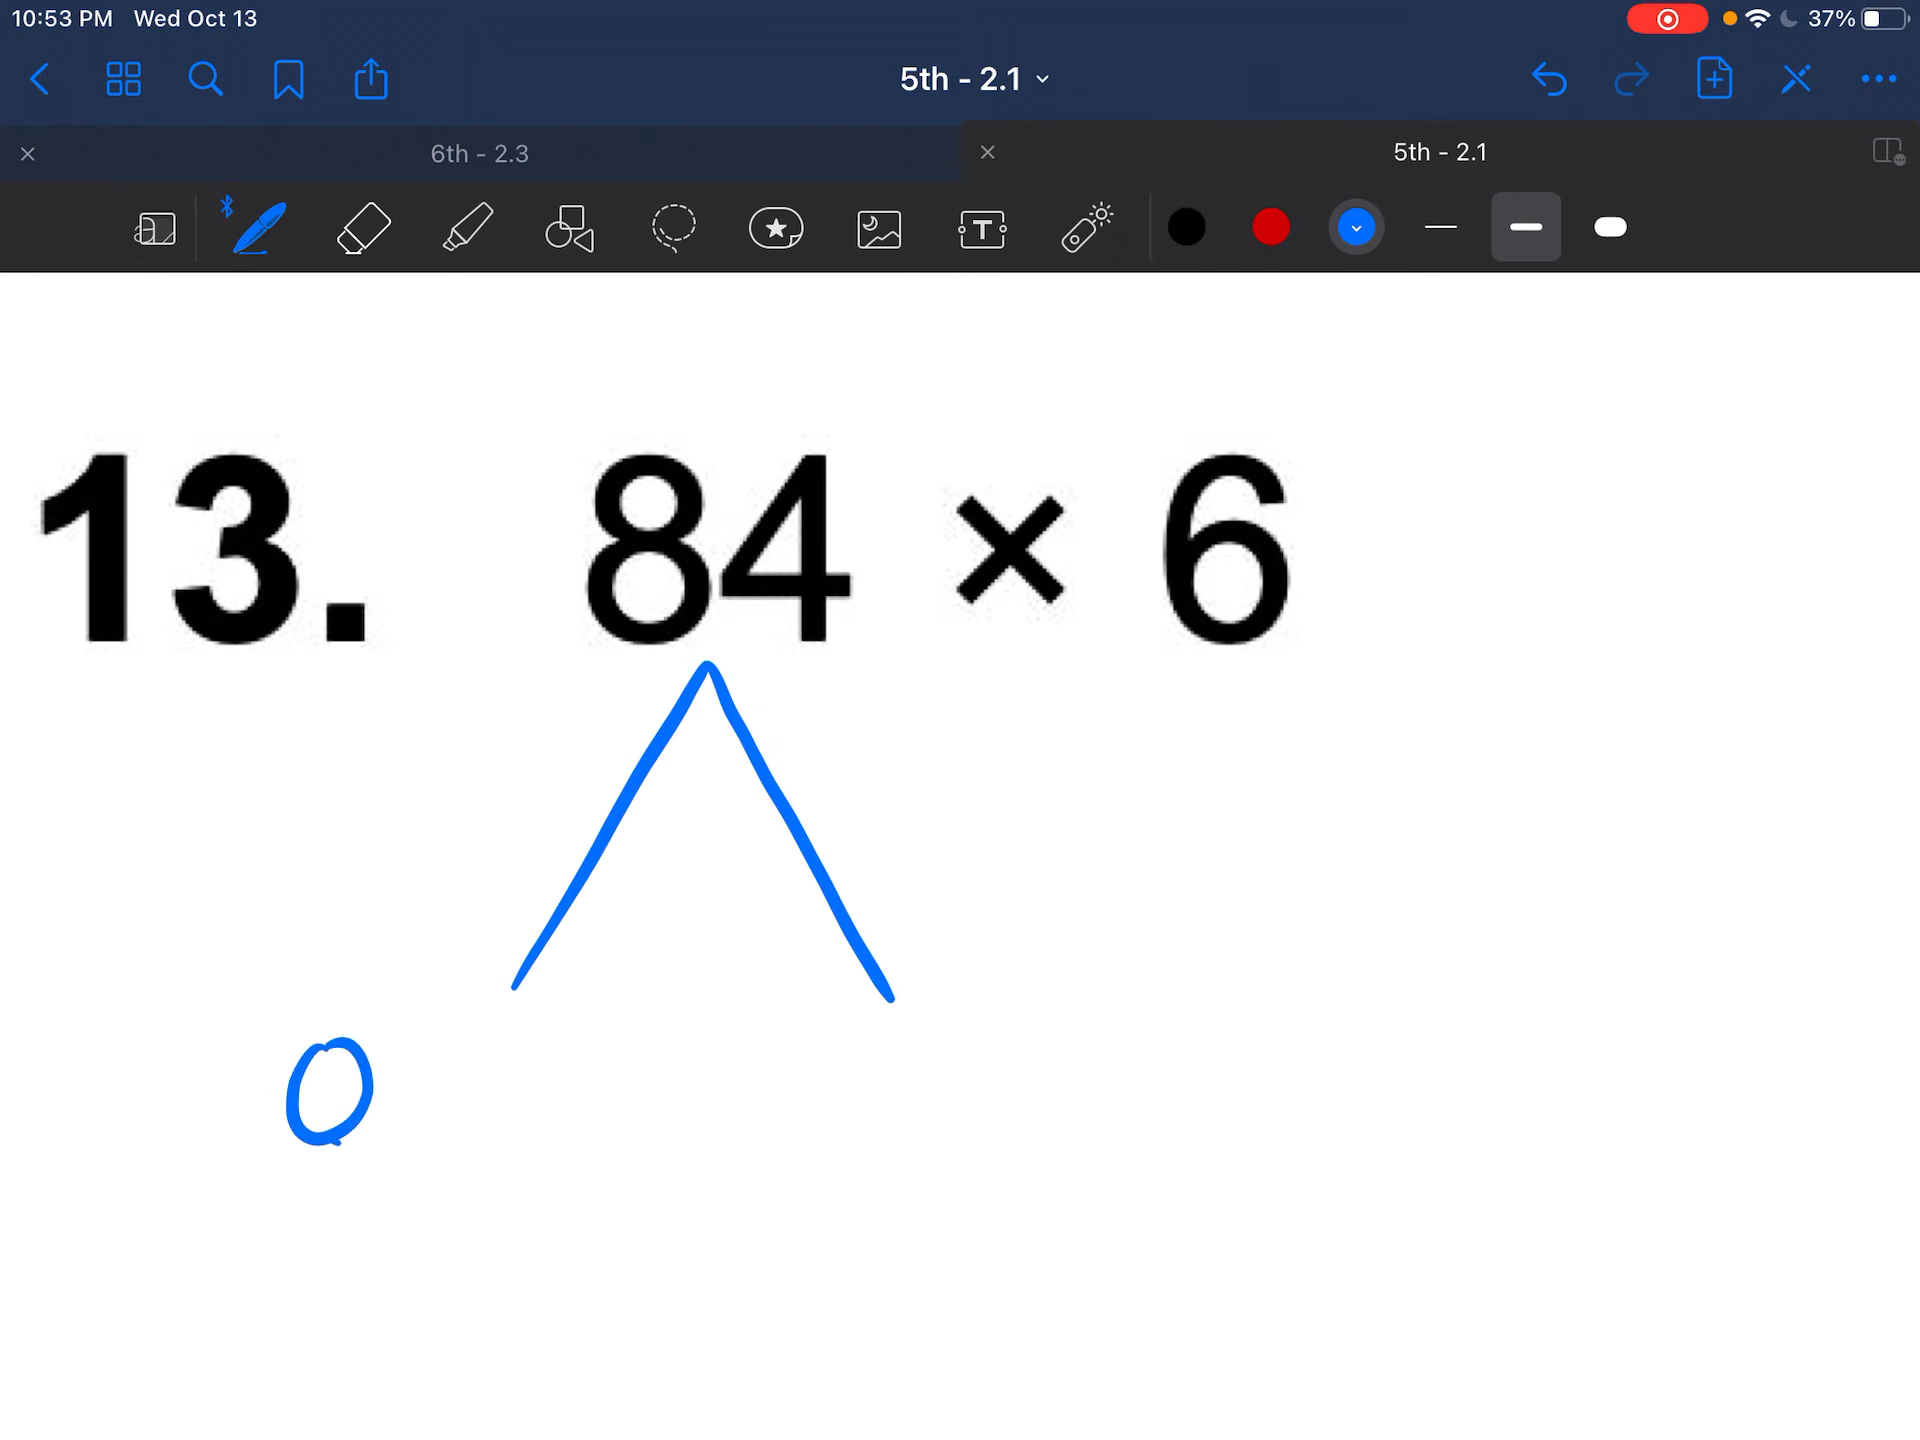 10:53 PM Wed Oct 13 37%
5th - 2.1
6th - 2.3 5th - 2.1
13. 84 × 6
0